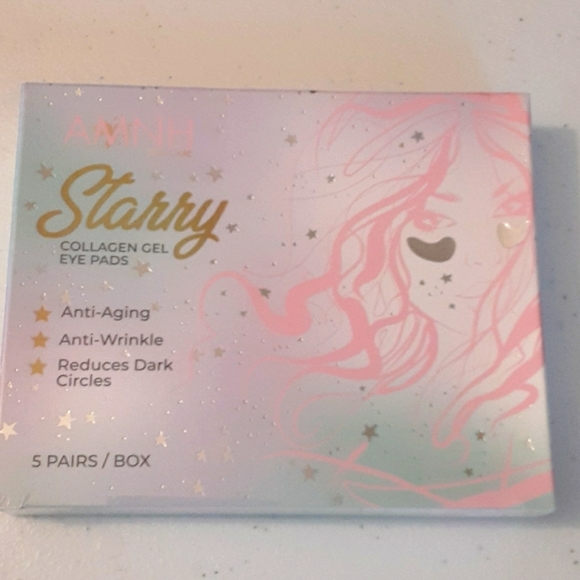 AMNH
Starry
COLLAGEN GEL
EYE PADS
Anti-Aging
Anti-Wrinkle
Reduces Dark
Circles
5 PAIRS / BOX